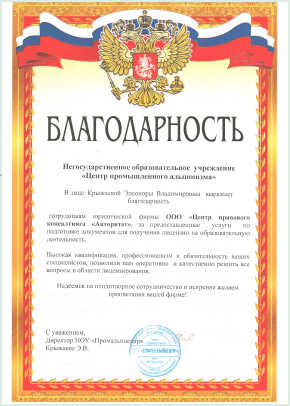 БЛАГОДАРНОСТЬ
Негосударственное образовательное учреждение
«Центр промышленного альпинизма»
В лице Крыжаевой Элеоноры Владимировны выражает
благодарность
сотрудникам юридической фирмы ООО «Центр правового
консалтинга «Авторитет», за предоставленные услуги по
подготовке документов для получения лицензии на образовательную
деятельность.
Высокая квалификация, профессионализм и обязательность ваших
специалистов, позволили нам оперативно и качественно решить все
вопросы в области лицензирования.
Надеемся на плодотворное сотрудничество и искренне желаем
процветания вашей фирме!
С уважением,
Директор НОУ «Промальпцентр»
Крыжаева Э.В.